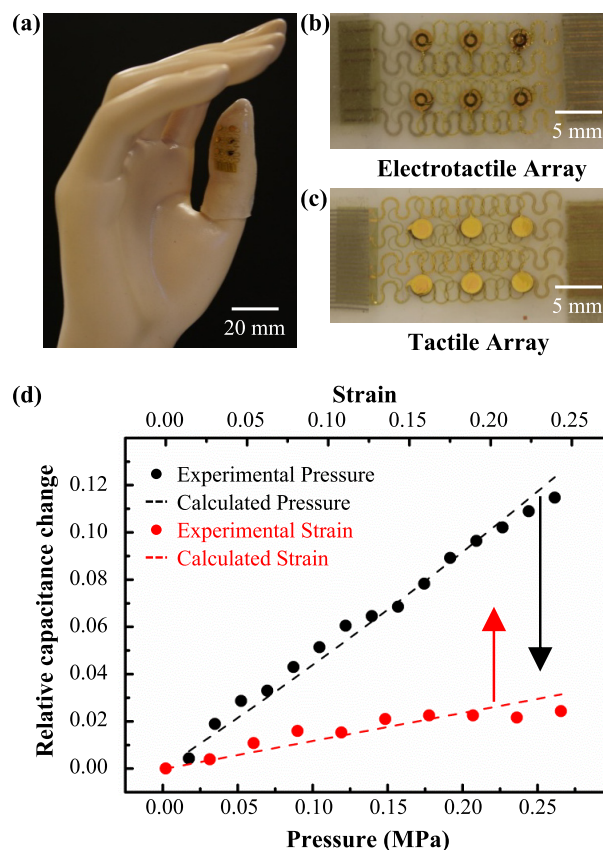 (a)
20 mm
(b)
5 mm
Electrotactile Array
(c)
5 mm
Tactile Array
(d)
Strain
0.00 0.05 0.10 0.15 0.20 0.25
Relative capacitance change
0.12
0.10
0.08
0.06
0.04
0.02
0.00
Experimental Pressure
Calculated Pressure
Experimental Strain
Calculated Strain
0.00 0.05 0.10 0.15 0.20 0.25
Pressure (MPa)